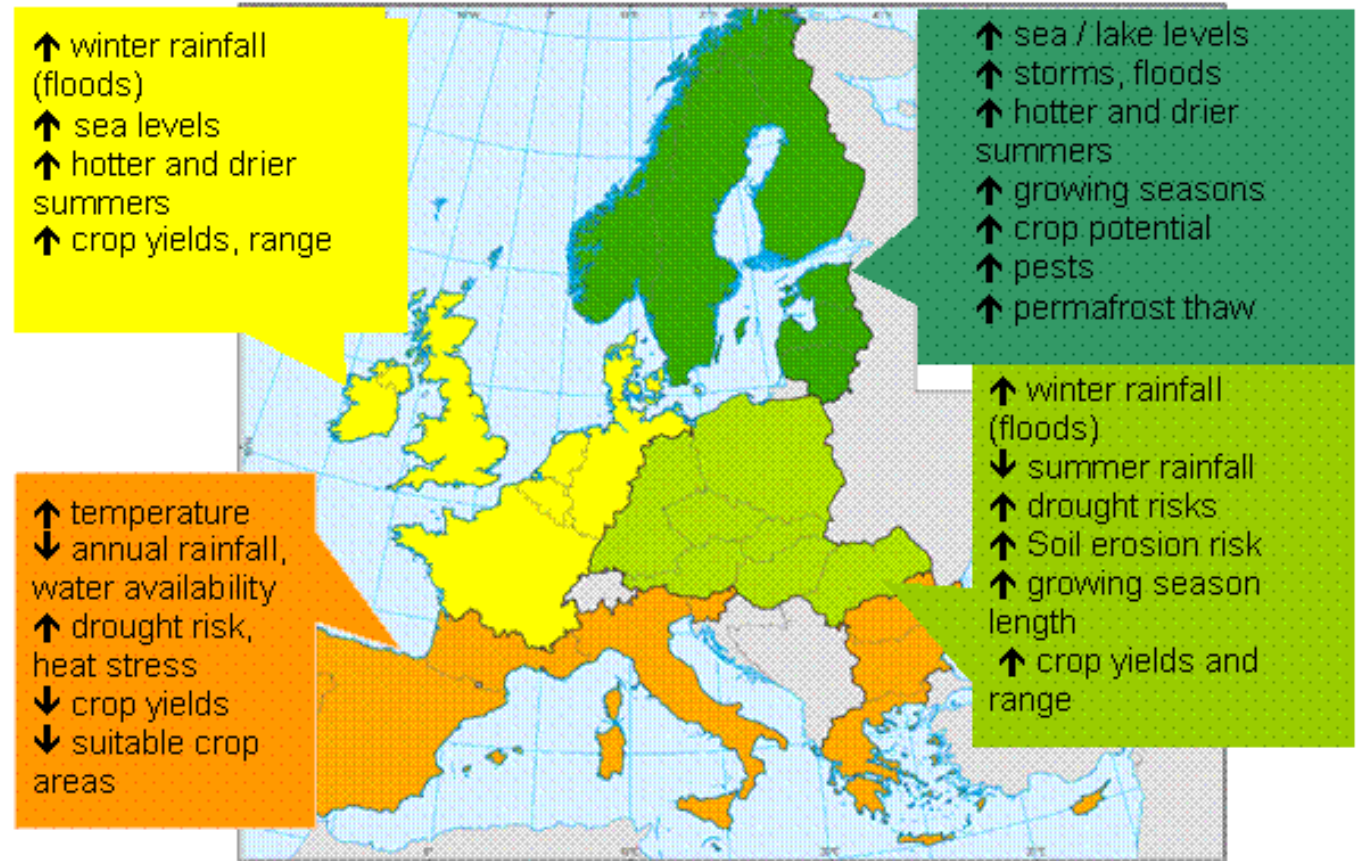 ↑ winter rainfall
(floods)
↑ sea levels
↑ hotter and drier
summers
↑ crop yields, range
↑ sea / lake levels
↑ storms, floods
↑ hotter and drier
summers
↑ growing seasons
↑ crop potential
↑ pests
↑ permafrost thaw
↑ temperature
↓ annual rainfall,
water availability
↑ drought risk,
heat stress
↓ crop yields
↓ suitable crop
areas
↑ winter rainfall
(floods)
↓ summer rainfall
↑ drought risks
↑ Soil erosion risk
↑ growing season
length
↑ crop yields and
range